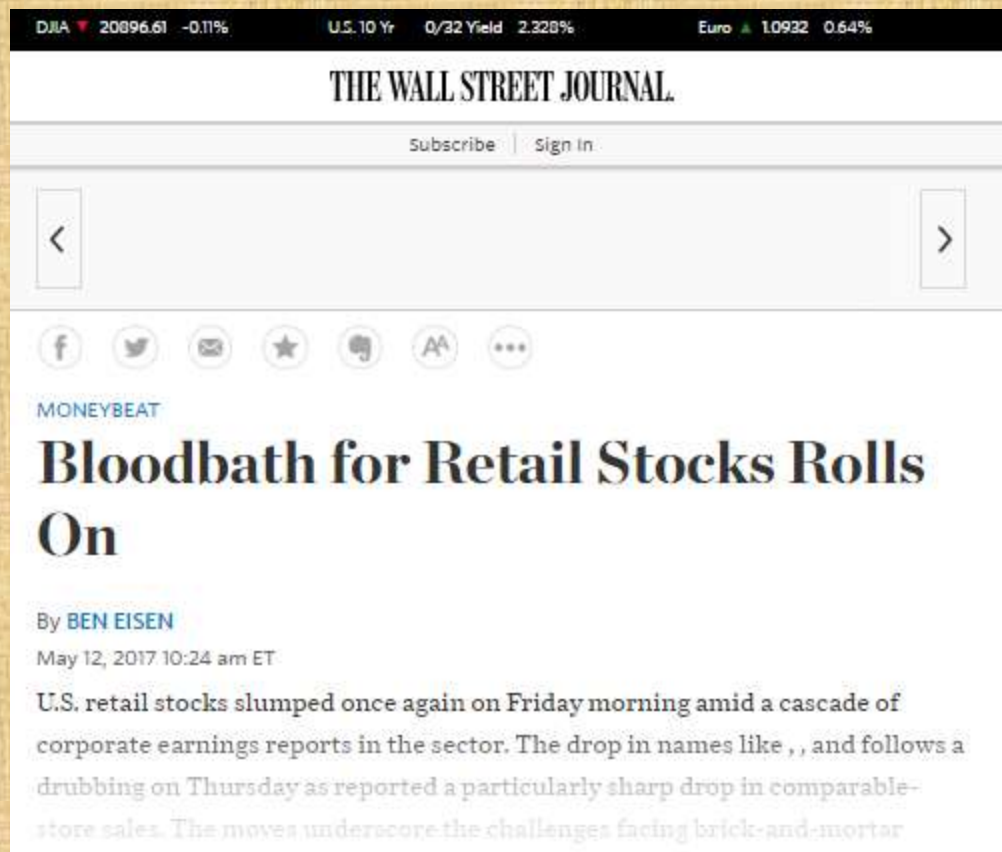 DJIA ▼ 20896.61 -0.11% U.S. 10 Yr 0/32 Yield 2.328% Euro ▲ 1.0932 0.64%
THE WALL STREET JOURNAL.
Subscribe | Sign In
MONEYBEAT
Bloodbath for Retail Stocks Rolls
On
By BEN EISEN
May 12, 2017 10:24 am ET
U.S. retail stocks slumped once again on Friday morning amid a cascade of
corporate earnings reports in the sector. The drop in names like , , and follows a
drubbing on Thursday as reported a particularly sharp drop in comparable-
store sales. The moves underscore the challenges facing brick-and-mortar